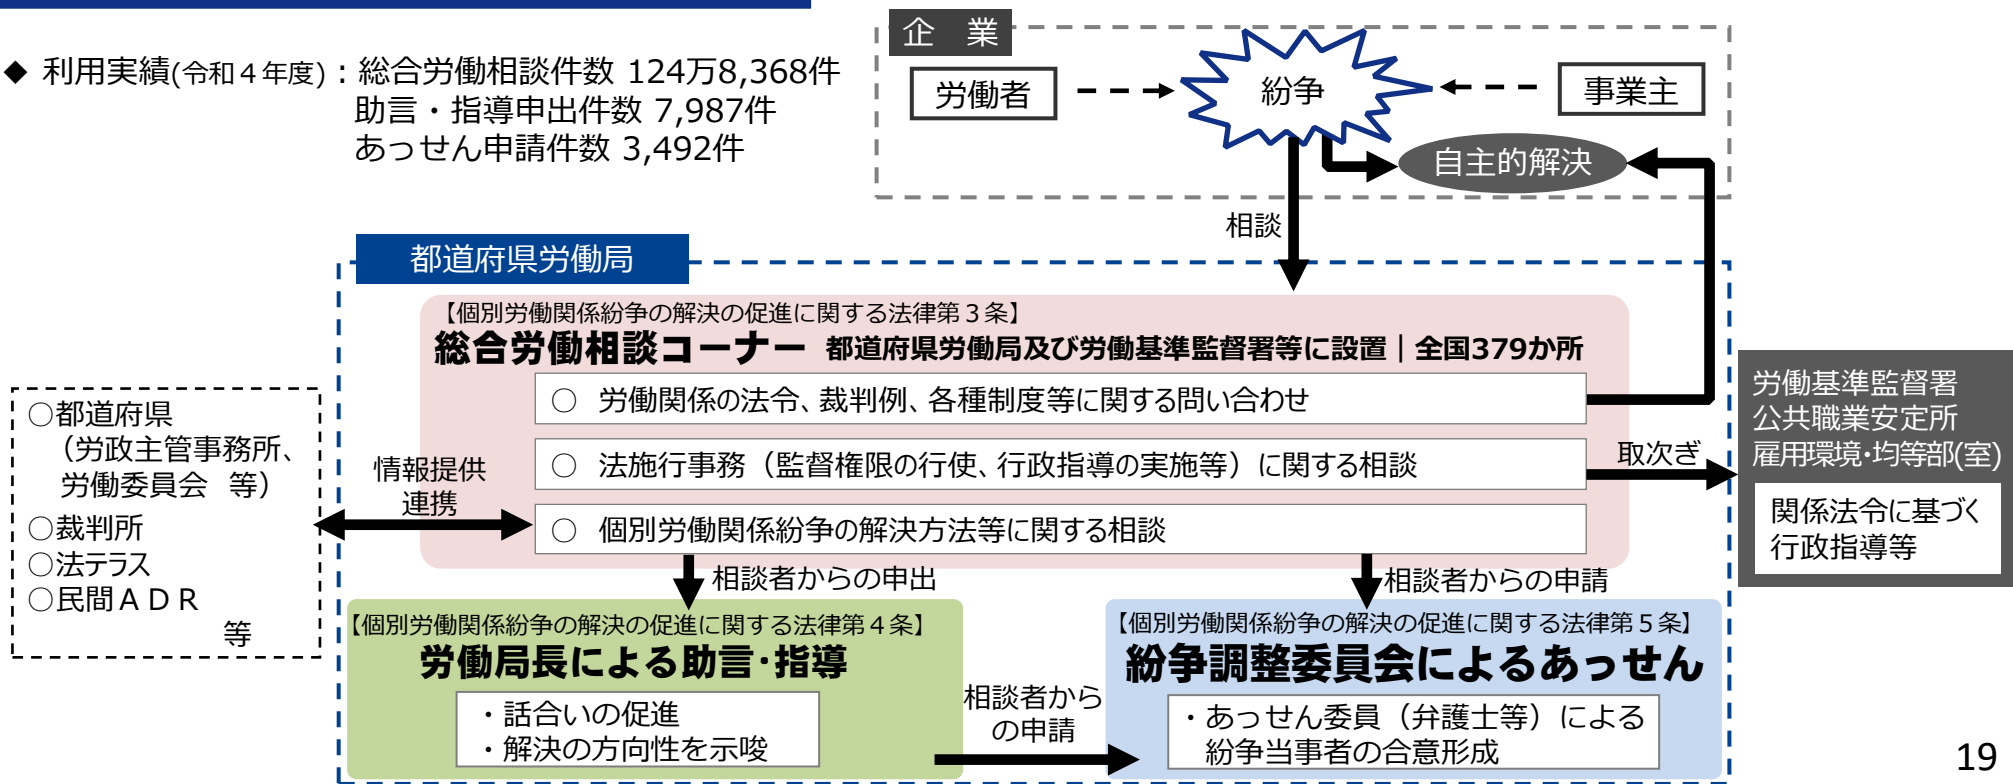 ◆ 利用実績(令和４年度)：総合労働相談件数 124万8,368件
助言・指導申出件数 7,987件
あっせん申請件数 3,492件
企　業
労働者
紛争
事業主
自主的解決
相談
都道府県労働局
【個別労働関係紛争の解決の促進に関する法律第３条】
総合労働相談コーナー 都道府県労働局及び労働基準監督署等に設置｜全国379か所
○ 労働関係の法令、裁判例、各種制度等に関する問い合わせ
○ 法施行事務（監督権限の行使、行政指導の実施等）に関する相談
○ 個別労働関係紛争の解決方法等に関する相談
○都道府県
（労政主管事務所、
労働委員会 等）
○裁判所
○法テラス
○民間ＡＤＲ
等
情報提供
連携
取次ぎ
労働基準監督署
公共職業安定所
雇用環境・均等部(室)
関係法令に基づく
行政指導等
相談者からの申出
相談者からの申請
【個別労働関係紛争の解決の促進に関する法律第４条】
労働局長による助言・指導
・話合いの促進
・解決の方向性を示唆
相談者から
の申請
【個別労働関係紛争の解決の促進に関する法律第５条】
紛争調整委員会によるあっせん
・あっせん委員（弁護士等）による
紛争当事者の合意形成
19